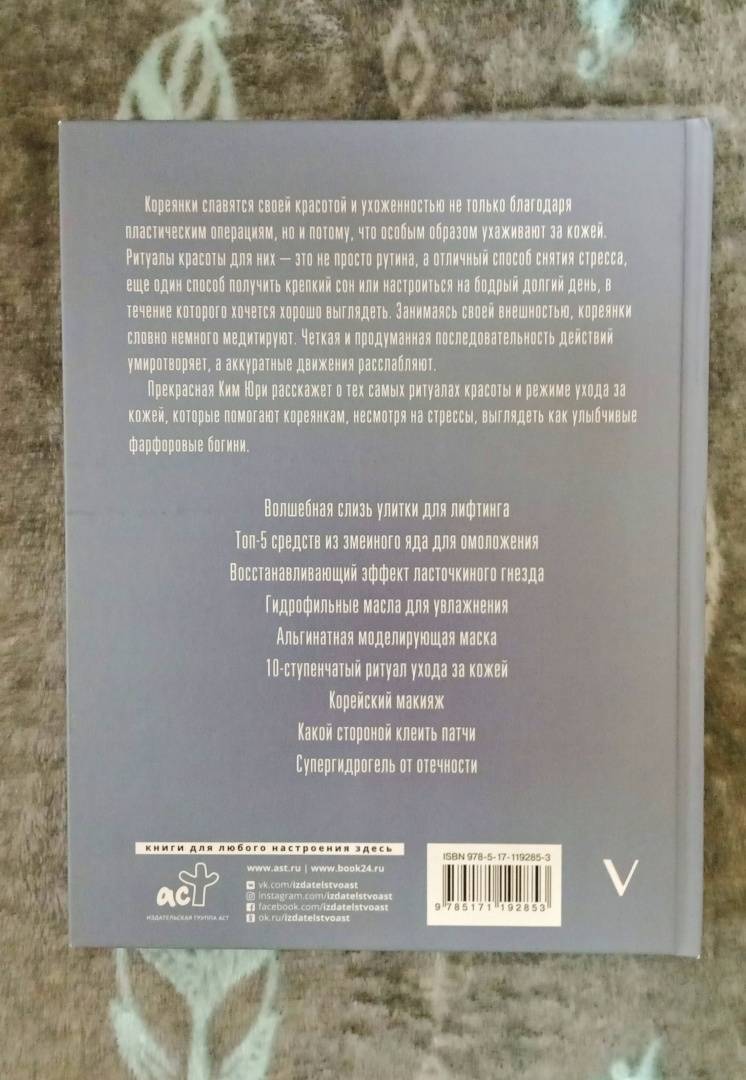 Кореянки славятся своей красотой и ухоженностью не только благодаря
пластическим операциям, но и потому, что особым образом ухаживают за кожей.
Ритуалы красоты для них — это не просто рутина, а отличный способ снятия стресса,
еще один способ получить крепкий сон или настроиться на бодрый долгий день, в
течение которого хочется хорошо выглядеть. Занимаясь своей внешностью, кореянки
словно немного медитируют. Четкая и продуманная последовательность действий
умиротворяет, а аккуратные движения расслабляют.
Прекрасная Ким Юри расскажет о тех самых ритуалах красоты и режиме ухода за
кожей, которые помогают кореянкам, несмотря на стрессы, выглядеть как улыбчивые
фарфоровые богини.
Волшебная слизь улитки для лифтинга
Топ-5 средств из змеиного яда для омоложения
Восстанавливающий эффект ласточкиного гнезда
Гидрофильные масла для увлажнения
Альгинатная моделирующая маска
10-ступенчатый ритуал ухода за кожей
Корейский макияж
Какой стороной клеить патчи
Супергидрогель от отечности
книги для любого настроения здесь
аст
ИЗДАТЕЛЬСКАЯ ГРУППА АСТ
www.ast.ru | www.book24.ru
vk.com/izdatelstvoast
instagram.com/izdatelstvoast
facebook.com/izdatelstvoast
ok.ru/izdatelstvoast
ISBN 978-5-17-119285-3
9 785171 192853
V